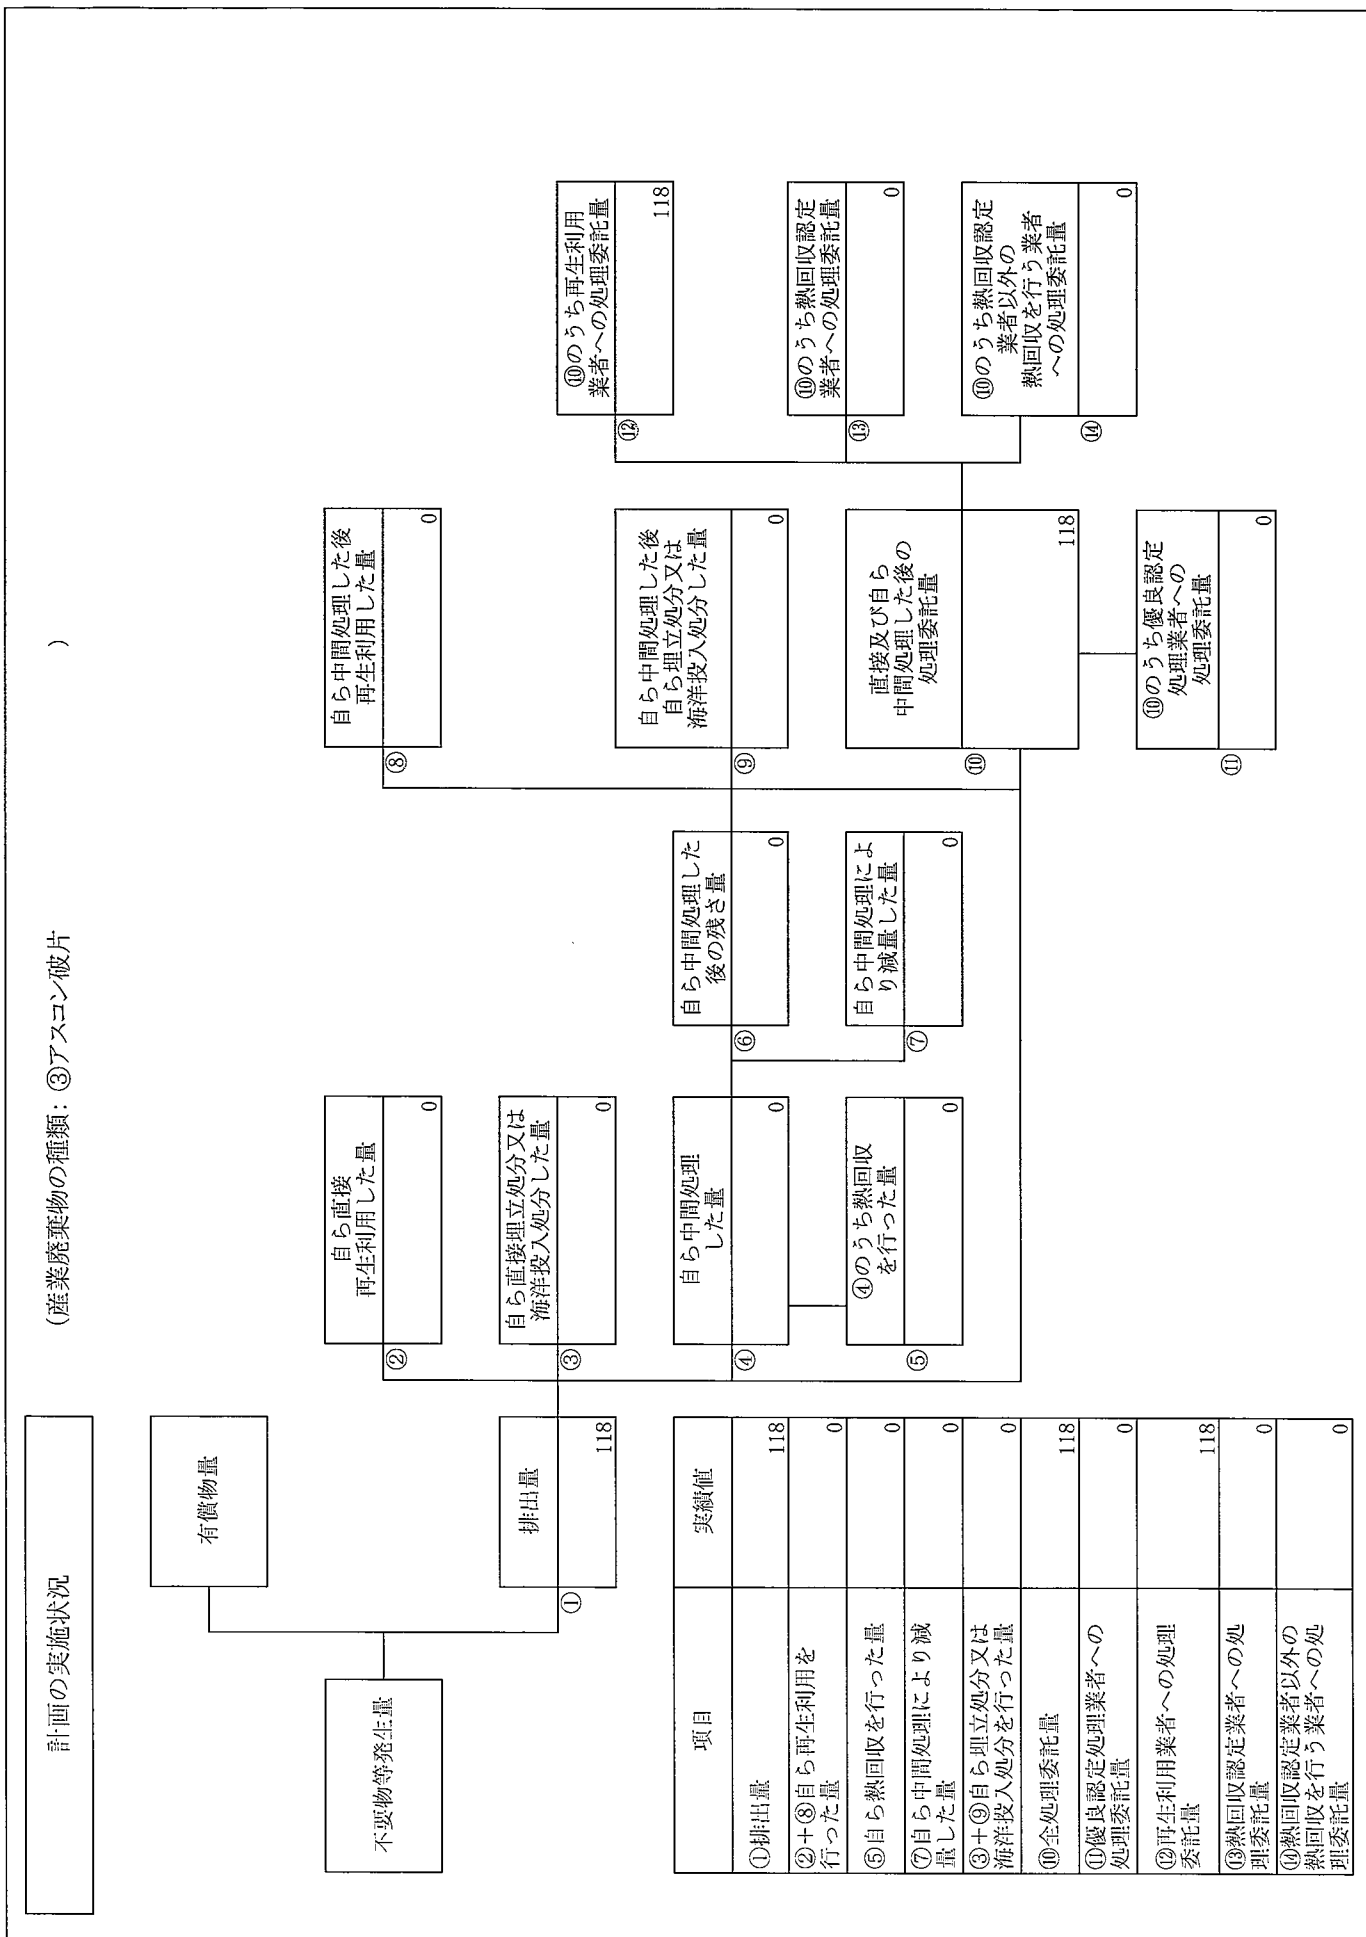 計画の実施状況
(産業廃棄物の種類：③アスコン破片
)
不要物等発生量
有償物量
①
排出量
118
②
自ら直接
再生利用した量
0
③
自ら直接埋立処分又は
海洋投入処分した量
0
④
自ら中間処理
した量
0
⑤
④のうち熱回収
を行った量
0
⑥
自ら中間処理した
後の残さ量
0
⑦
自ら中間処理によ
り減量した量
0
⑧
自ら中間処理した後
再生利用した量
0
⑨
自ら中間処理した後
自ら埋立処分又は
海洋投入処分した量
0
⑩
直接及び自ら
中間処理した後の
処理委託量
118
⑪
⑩のうち優良認定
処理業者への
処理委託量
0
⑫
⑩のうち再生利用
業者への処理委託量
118
⑬
⑩のうち熱回収認定
業者への処理委託量
0
⑭
⑩のうち熱回収認定
業者以外の
熱回収を行う業者
への処理委託量
0
項目
実績値
①排出量
118
②+⑧自ら再生利用を
行った量
0
⑤自ら熱回収を行った量
0
⑦自ら中間処理により減
量した量
0
③+⑨自ら埋立処分又は
海洋投入処分を行った量
0
⑩全処理委託量
118
⑪優良認定処理業者への
処理委託量
0
⑫再生利用業者への処理
委託量
118
⑬熱回収認定業者への処
理委託量
0
⑭熱回収認定業者以外の
熱回収を行う業者への処
理委託量
0